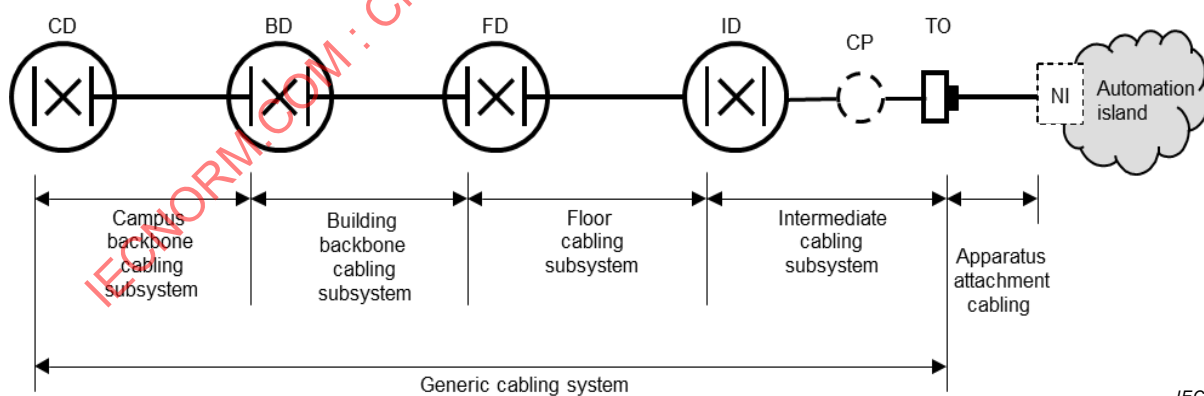 CD
BD
FD
ID
CP
TO
NI
Automation
island
Campus
backbone
cabling
subsystem
Building
backbone
cabling
subsystem
Floor
cabling
subsystem
Intermediate
cabling
subsystem
Apparatus
attachment
cabling
Generic cabling system
IECNORM.COM :